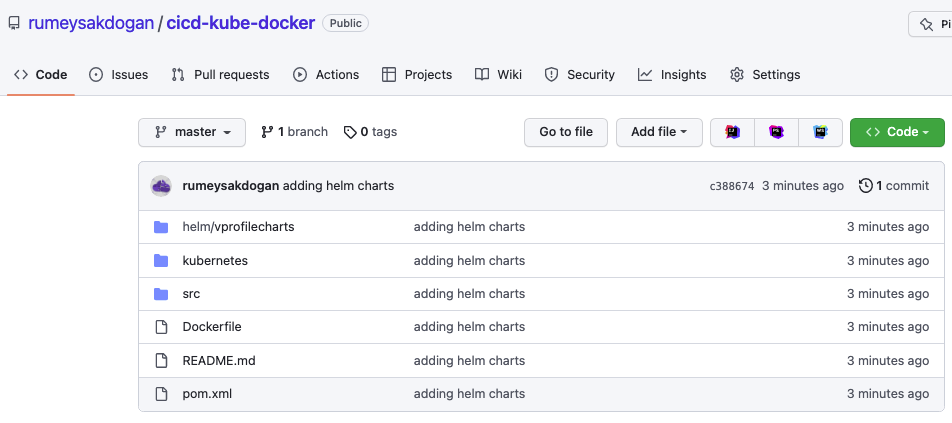 rumeysakdogan / cicd-kube-docker Public Pi
Code Issues Pull requests Actions Projects Wiki Security Insights Settings
master 1 branch 0 tags Go to file Add file Code
rumeysakdogan adding helm charts c388674 3 minutes ago 1 commit
helm/vprofilecharts adding helm charts 3 minutes ago
kubernetes adding helm charts 3 minutes ago
src adding helm charts 3 minutes ago
Dockerfile adding helm charts 3 minutes ago
README.md adding helm charts 3 minutes ago
pom.xml adding helm charts 3 minutes ago